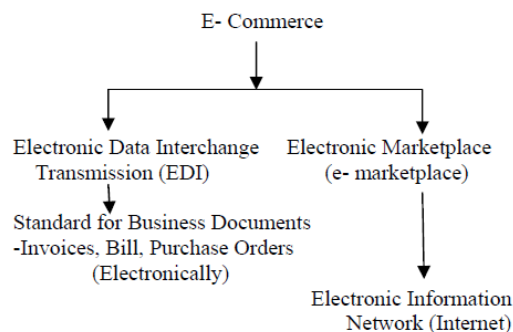 E- Commerce
Electronic Data Interchange
Transmission (EDI)
Electronic Marketplace
(e- marketplace)
Standard for Business Documents
-Invoices, Bill, Purchase Orders
(Electronically)
Electronic Information
Network (Internet)